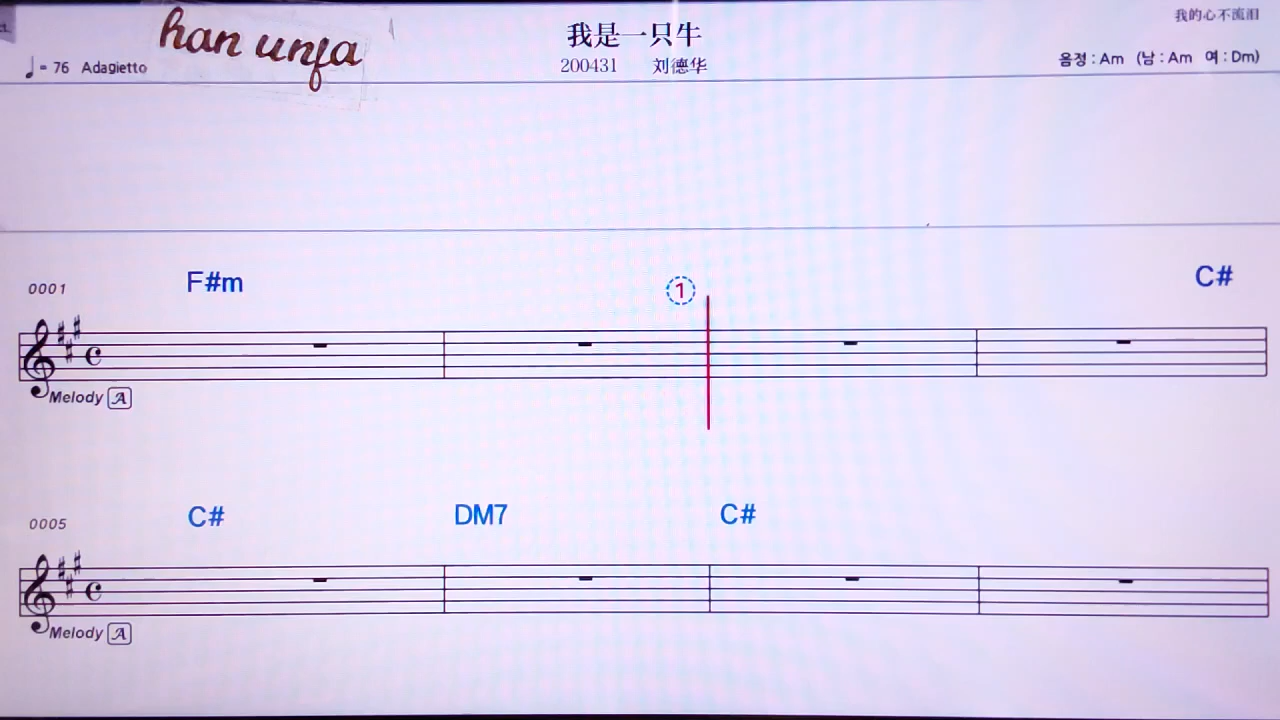 han unfa
我是一只牛
我的心不流泪
♩= 76 Adagietto
200431 刘德华
음정 : Am (남 : Am 여 : Dm)
0001 F#m 1 C#
Melody A
0005 C# DM7 C#
Melody A